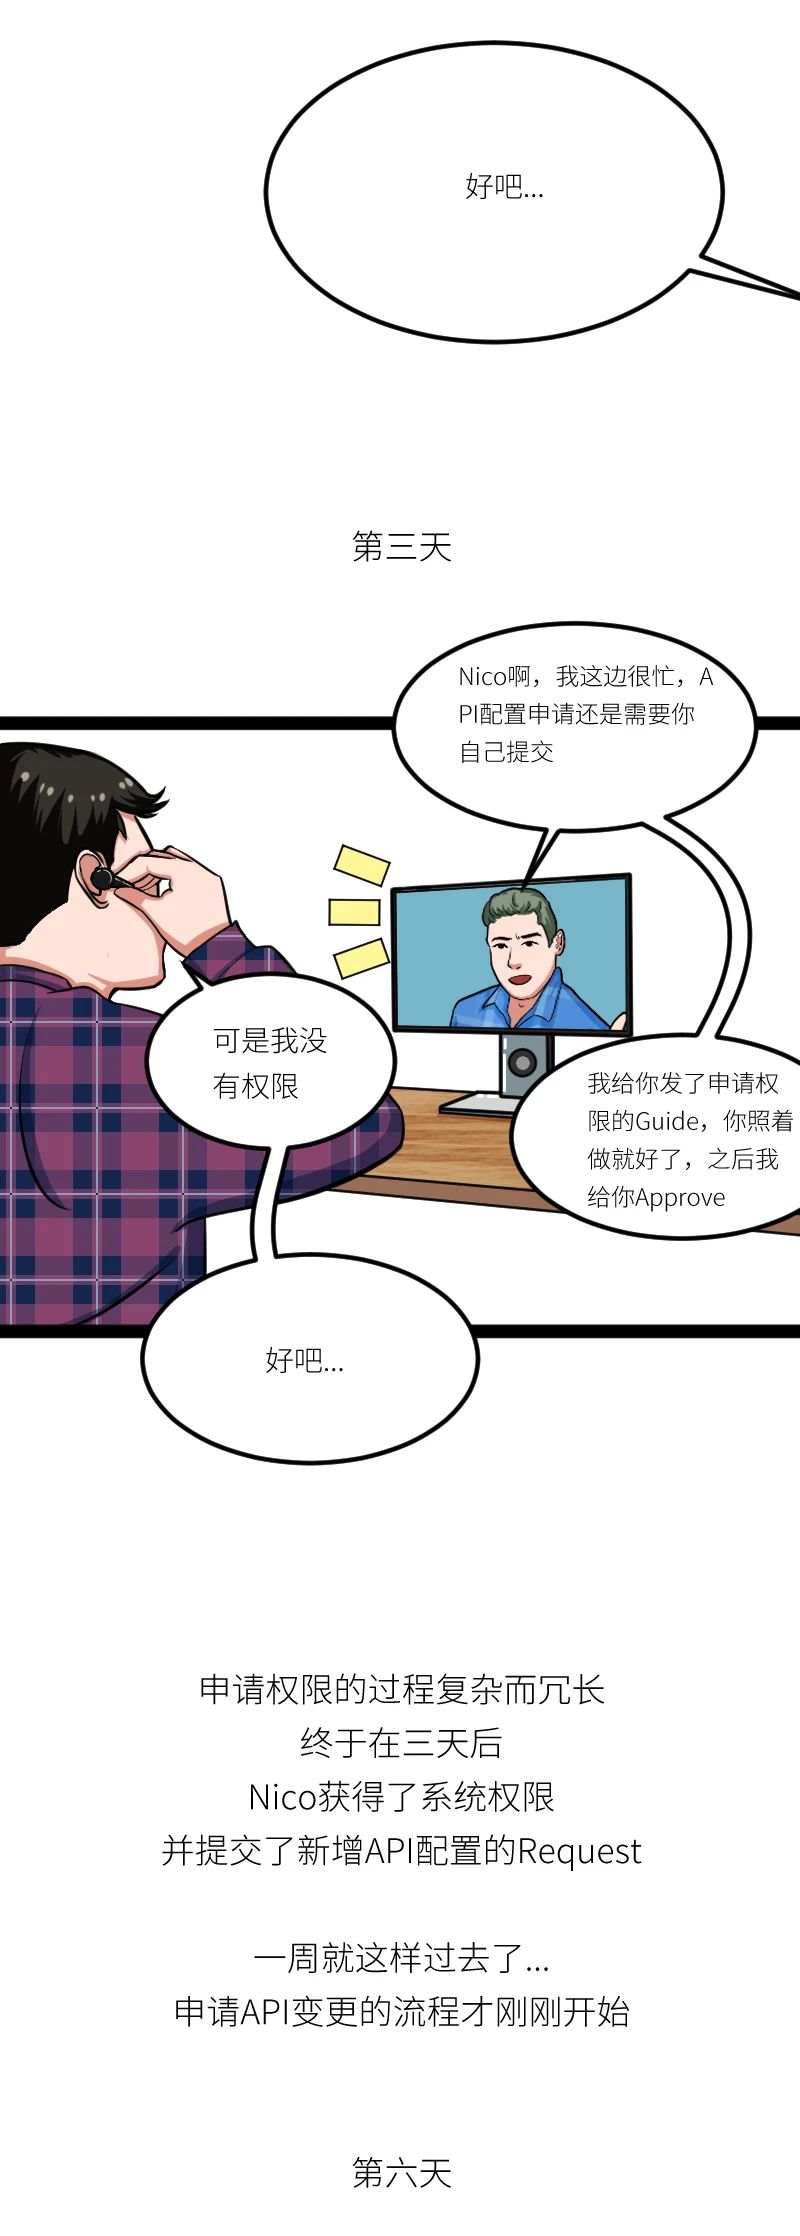 好吧...
第三天
Nico啊，我这边很忙，A
PI配置申请还是需要你
自己提交
可是我没
有权限
我给你发了申请权
限的Guide，你照着
做就好了，之后我
给你Approve
好吧...
申请权限的过程复杂而冗长
终于在三天后
Nico获得了系统权限
并提交了新增API配置的Request
一周就这样过去了...
申请API变更的流程才刚刚开始
第六天